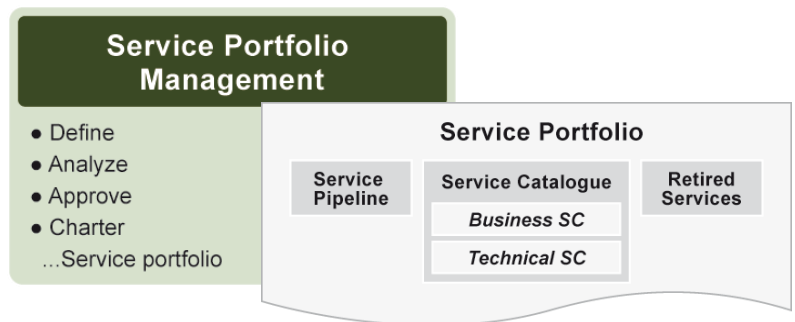 Service Portfolio
Management
● Define
● Analyze
● Approve
● Charter
...Service portfolio
Service Portfolio
Service
Pipeline
Service Catalogue
Business SC
Technical SC
Retired
Services